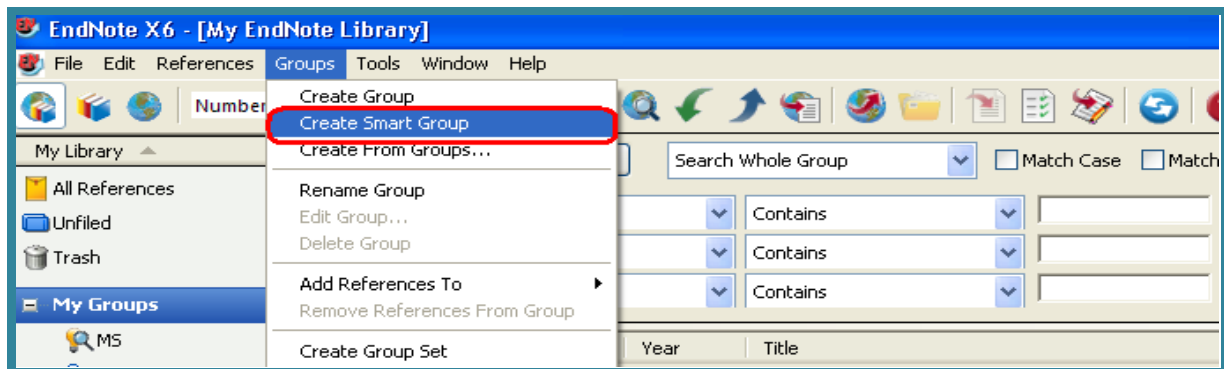 EndNote X6 - [My EndNote Library]
File Edit References Groups Tools Window Help
Number
Create Group
Create Smart Group
Create From Groups...
Rename Group
Edit Group...
Delete Group
Add References To
Remove References From Group
Create Group Set
My Library
All References
Unfiled
Trash
My Groups
MS
Search Whole Group Match Case Match
Contains
Contains
Contains
Year Title